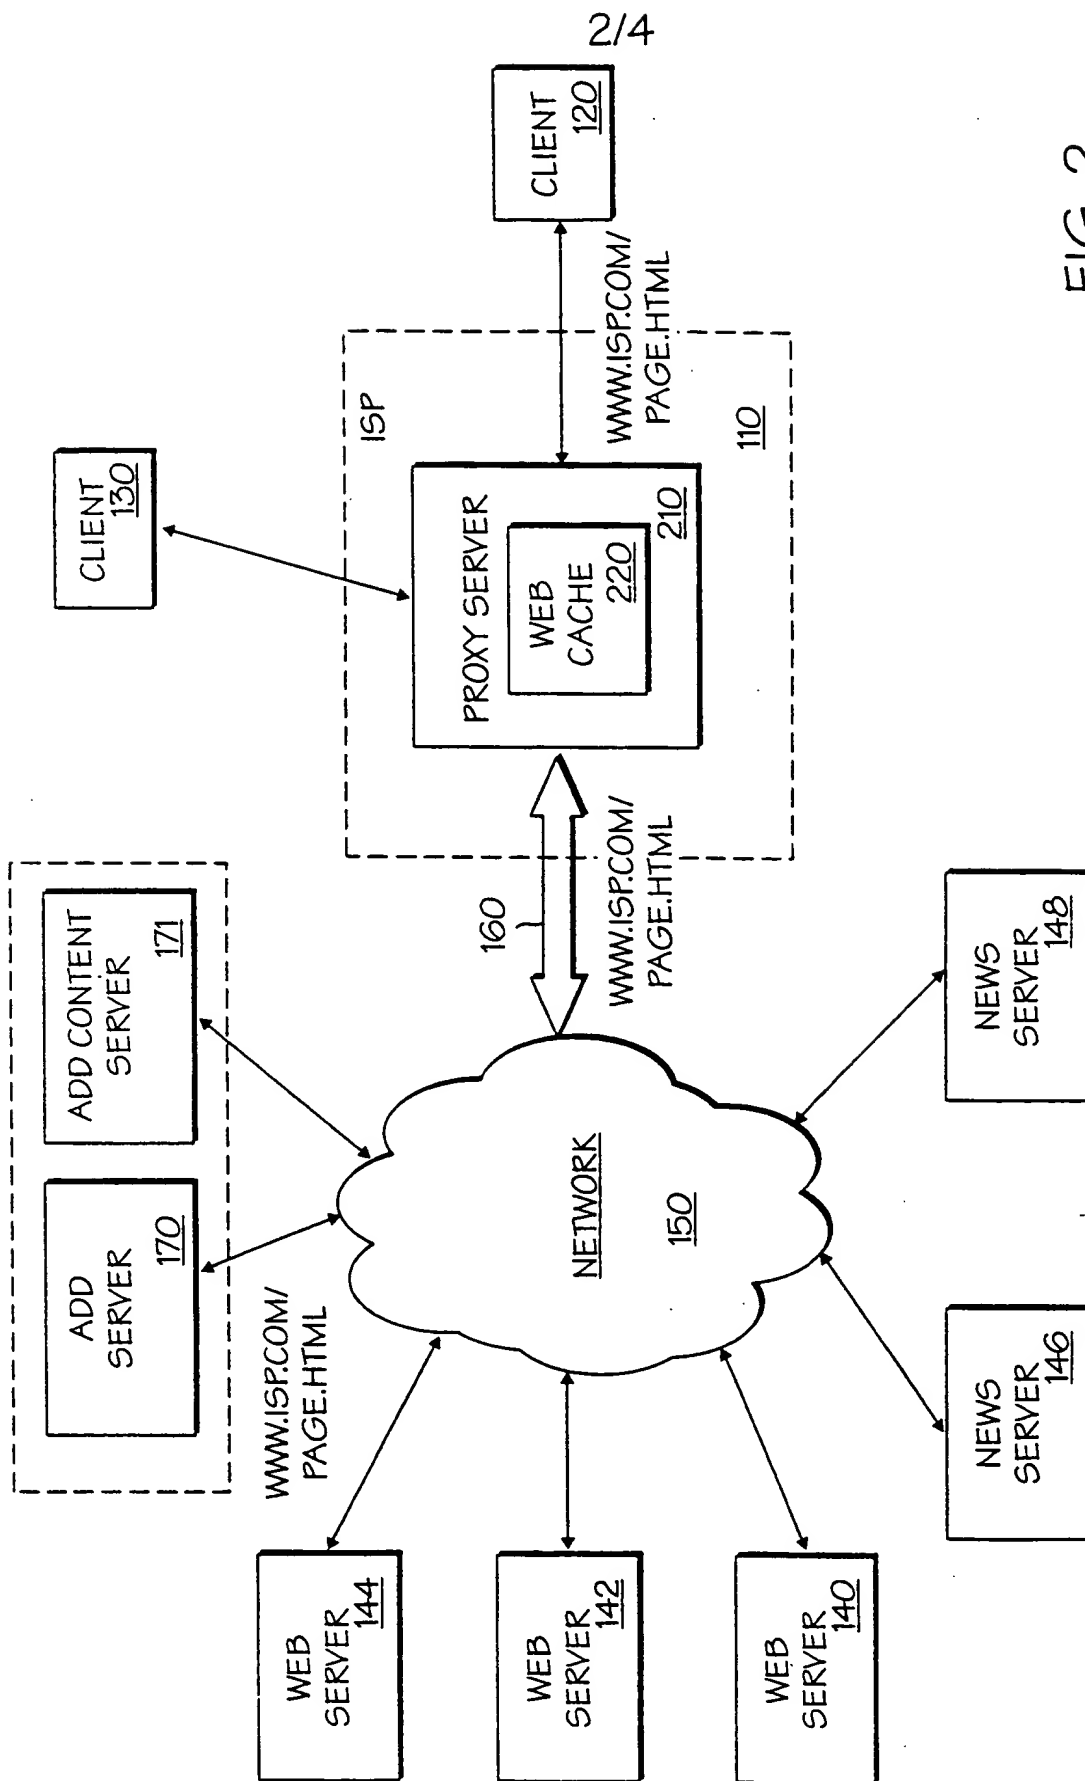 2/4
CLIENT
130
CLIENT
120
ISP
PROXY SERVER
WEB
CACHE
220
210
110
WWW.ISP.COM/
PAGE.HTML
160
WWW.ISP.COM/
PAGE.HTML
ADD CONTENT
SERVER
171
ADD
SERVER
170
WWW.ISP.COM/
PAGE.HTML
NETWORK
150
WEB
SERVER
144
WEB
SERVER
142
WEB
SERVER
140
NEWS
SERVER
146
NEWS
SERVER
148
FIG. 2